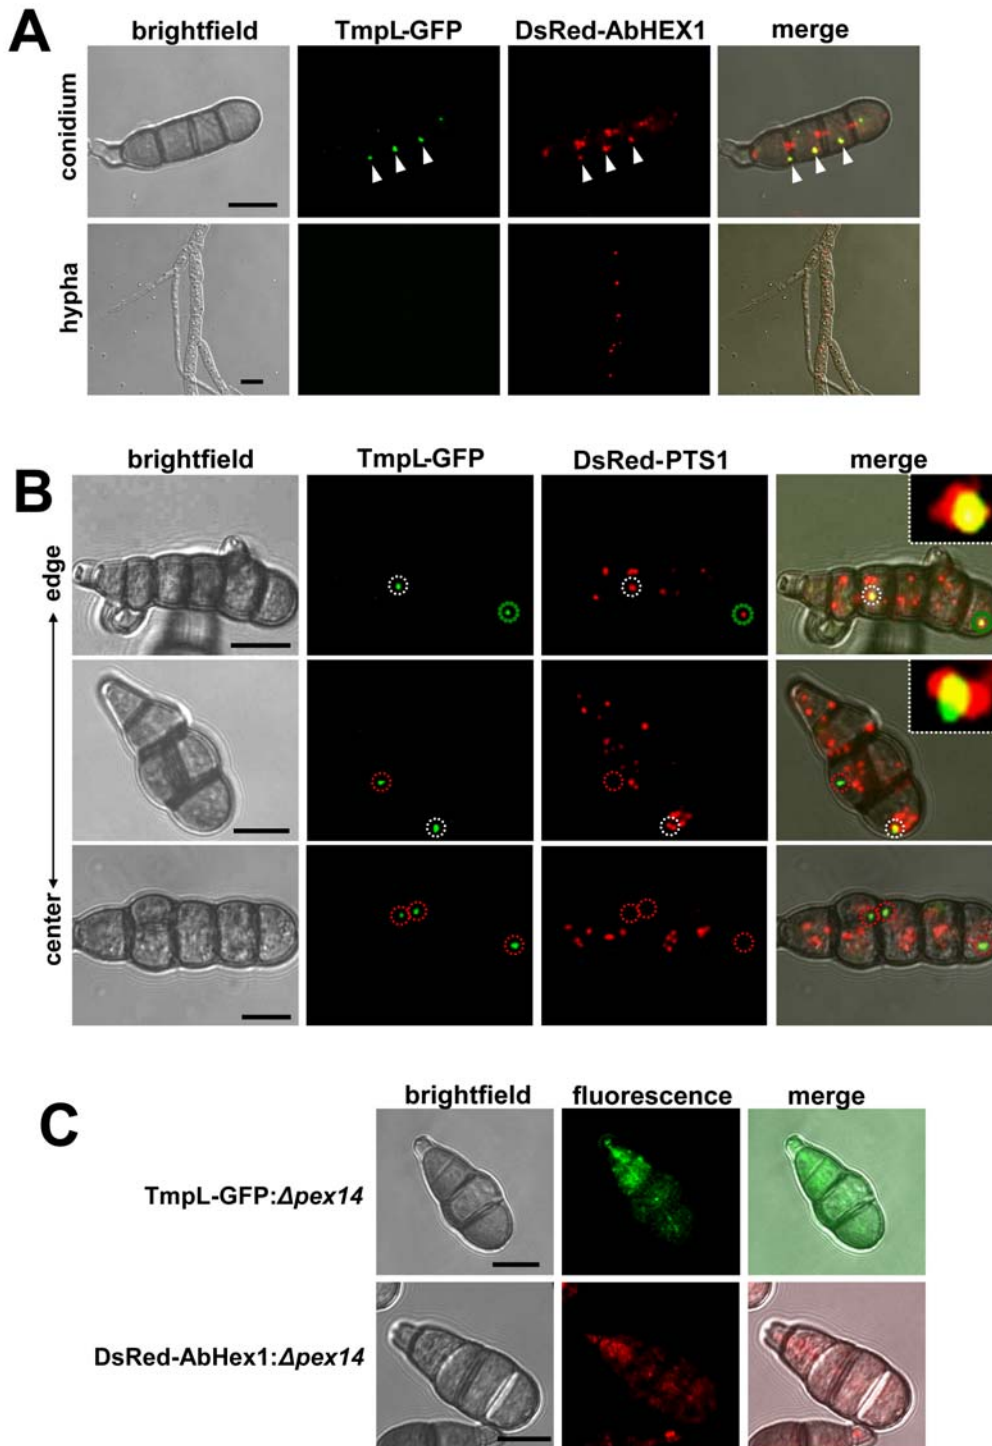 A
brightfield TmpL-GFP DsRed-AbHEX1 merge
conidium
hypha
B
brightfield TmpL-GFP DsRed-PTS1 merge
edge
center
C
brightfield fluorescence merge
TmpL-GFP:Δpex14
DsRed-AbHex1:Δpex14